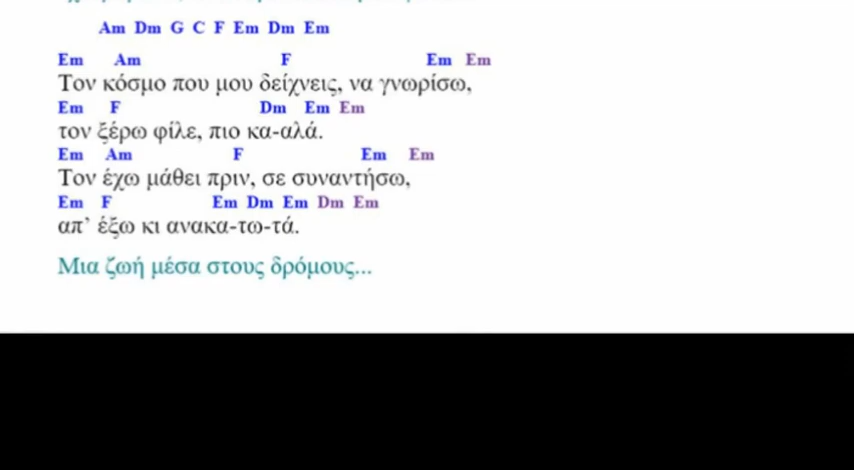 Am Dm G C F Em Dm Em
Em Am F Em Em
Τον κόσμο που μου δείχνεις, να γνωρίσω,
Em F Dm Em Em
τον ξέρω φίλε, πιο κα-αλά.
Em Am F Em Em
Τον έχω μάθει πριν, σε συναντήσω,
Em F Em Dm Em Dm Em
απ’ έξω κι ανακα-τω-τά.
Μια ζωή μέσα στους δρόμους...